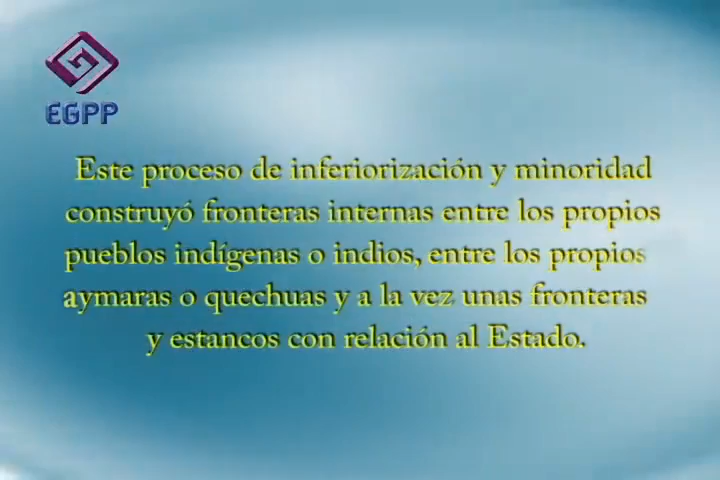 EGPP
Este proceso de inferiorización y minoridad
construyó fronteras internas entre los propios
pueblos indígenas o indios, entre los propios
aymaras o quechuas y a la vez unas fronteras
y estancos con relación al Estado.